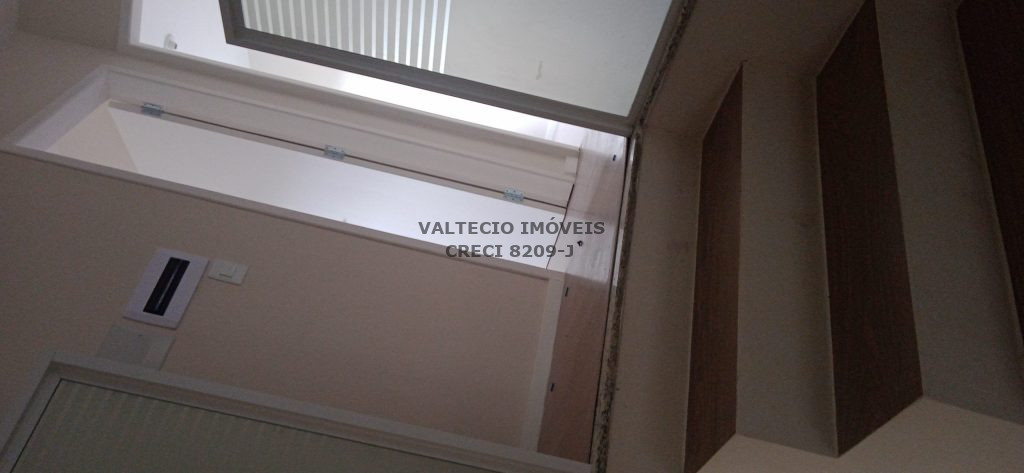 VALTECIO IMÓVEIS
CRECI 8209-J